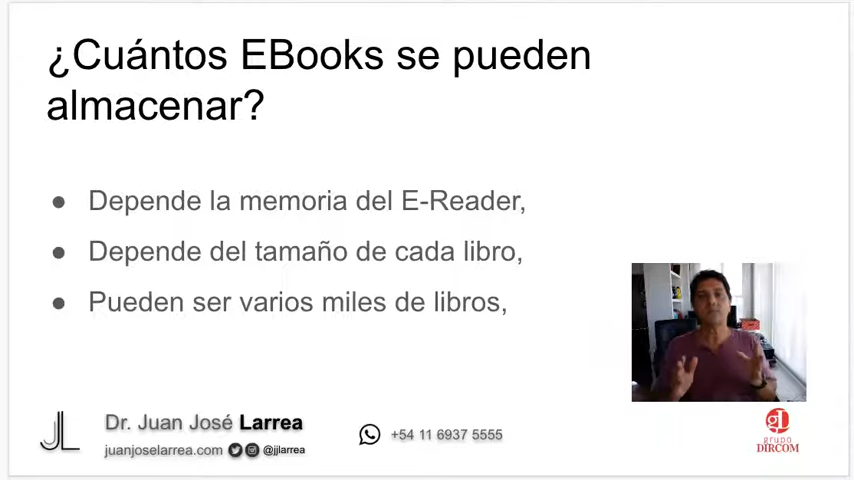 ¿Cuántos EBooks se pueden
almacenar?
● Depende la memoria del E-Reader,
● Depende del tamaño de cada libro,
● Pueden ser varios miles de libros,
JL
Dr. Juan José Larrea
juanjoselarrea.com @jjlarrea
+54 11 6937 5555
gd
grupo
DIRCOM